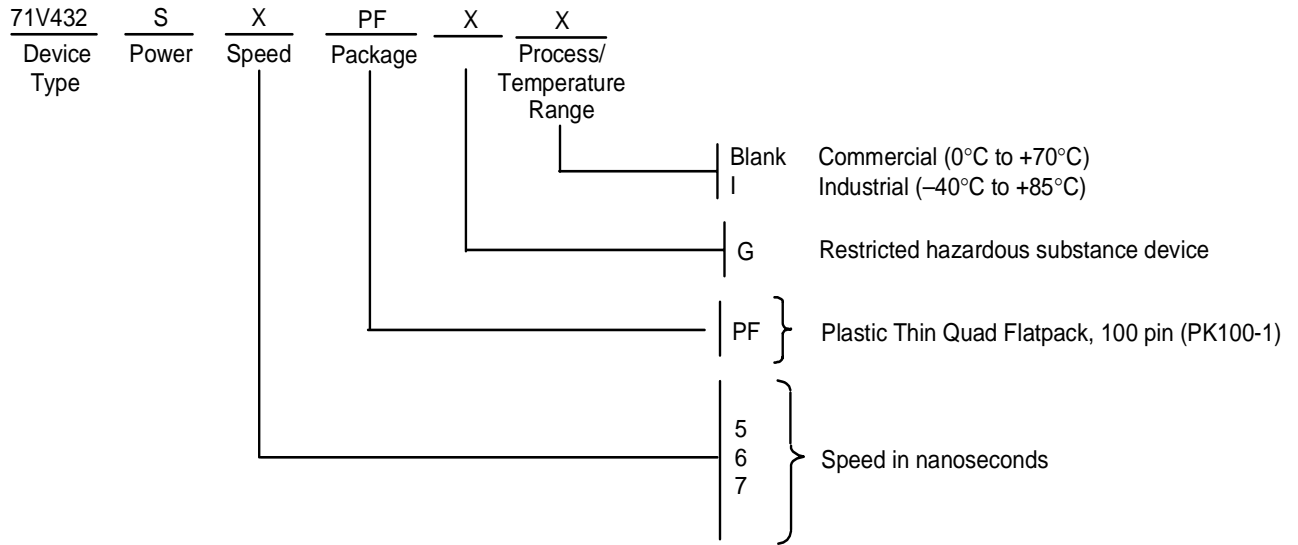 71V432 S X PF X X
Device Type Power Speed Package Process/ Temperature Range
Blank Commercial (0°C to +70°C)
I Industrial (–40°C to +85°C)
G Restricted hazardous substance device
PF Plastic Thin Quad Flatpack, 100 pin (PK100-1)
5
6 Speed in nanoseconds
7